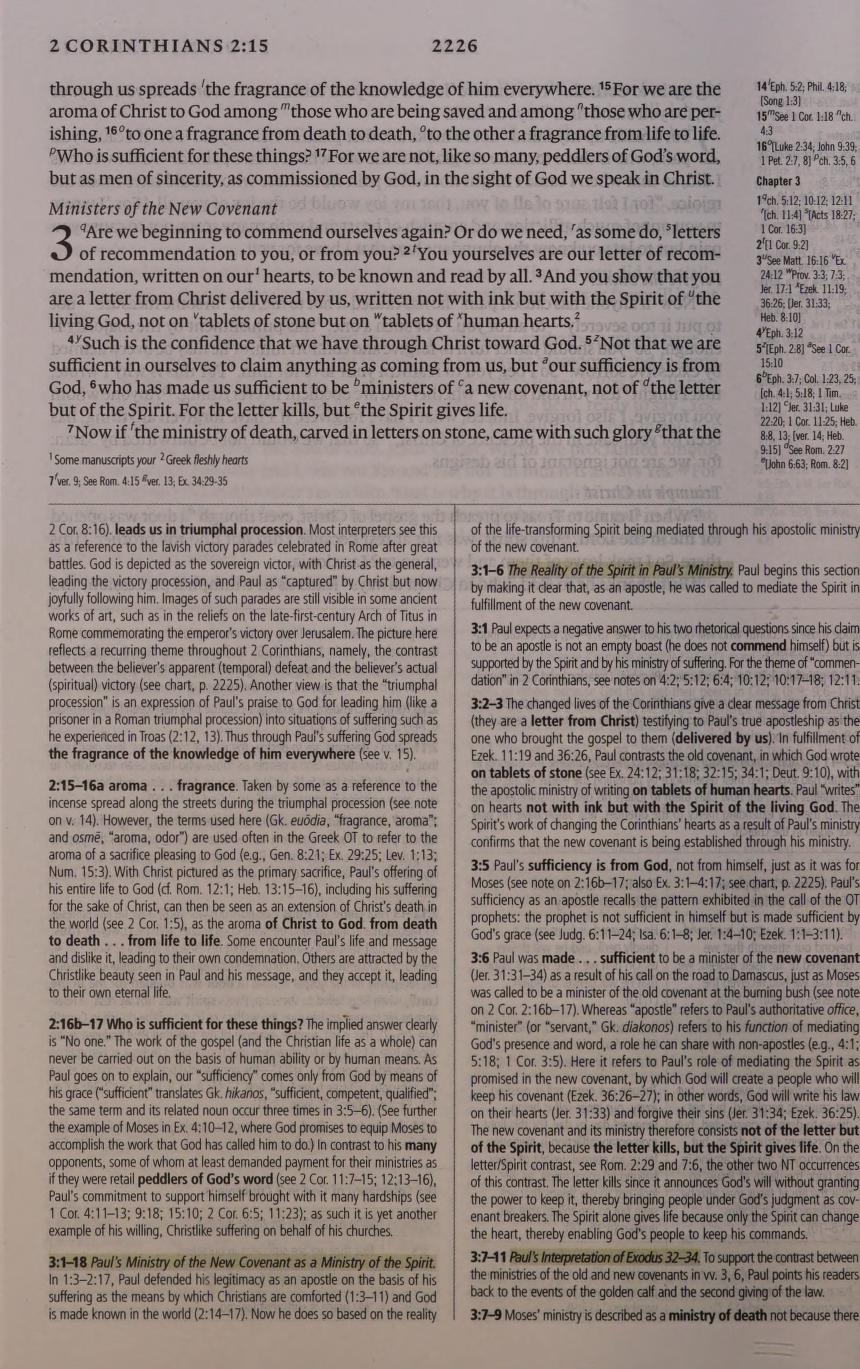 2 CORINTHIANS 2:15
2226
through us spreads ˡthe fragrance of the knowledge of him everywhere. ¹⁵For we are the
aroma of Christ to God among ᵐthose who are being saved and among ⁿthose who are per-
ishing, ¹⁶ᵒto one a fragrance from death to death, ᵒto the other a fragrance from life to life.
ᵖWho is sufficient for these things? ¹⁷For we are not, like so many, peddlers of God's word,
but as men of sincerity, as commissioned by God, in the sight of God we speak in Christ.
Ministers of the New Covenant
3 ᑫAre we beginning to commend ourselves again? Or do we need, ʳas some do, ˢletters
of recommendation to you, or from you? ²ᵗYou yourselves are our letter of recom-
mendation, written on our¹ hearts, to be known and read by all. ³And you show that you
are a letter from Christ delivered by us, written not with ink but with the Spirit of ᵘthe
living God, not on ᵛtablets of stone but on ʷtablets of ˣhuman hearts.²
⁴ʸSuch is the confidence that we have through Christ toward God. ⁵ᶻNot that we are
sufficient in ourselves to claim anything as coming from us, but ᵃour sufficiency is from
God, ⁶who has made us sufficient to be ᵇministers of ᶜa new covenant, not of ᵈthe letter
but of the Spirit. For the letter kills, but ᵉthe Spirit gives life.
⁷Now if ᶠthe ministry of death, carved in letters on stone, came with such glory ᵍthat the
¹ Some manuscripts your ² Greek fleshly hearts
7ᶠver. 9; See Rom. 4:15 ᵍver. 13; Ex. 34:29-35
14ˡEph. 5:2; Phil. 4:18;
[Song 1:3]
15ᵐSee 1 Cor. 1:18 ⁿch.
4:3
16ᵒ[Luke 2:34; John 9:39;
1 Pet. 2:7, 8] ᵖch. 3:5, 6
Chapter 3
1ᑫch. 5:12; 10:12; 12:11
ʳ[ch. 11:4] ˢ[Acts 18:27;
1 Cor. 16:3]
2ᵗ[1 Cor. 9:2]
3ᵘSee Matt. 16:16 ᵛEx.
24:12 ʷProv. 3:3; 7:3;
Jer. 17:1 ˣEzek. 11:19;
36:26; [Jer. 31:33;
Heb. 8:10]
4ʸEph. 3:12
5ᶻ[Eph. 2:8] ᵃSee 1 Cor.
15:10
6ᵇEph. 3:7; Col. 1:23, 25;
[ch. 4:1; 5:18; 1 Tim.
1:12] ᶜJer. 31:31; Luke
22:20; 1 Cor. 11:25; Heb.
8:8, 13; [ver. 14; Heb.
9:15] ᵈSee Rom. 2:27
ᵉ[John 6:63; Rom. 8:2]
2 Cor. 8:16). leads us in triumphal procession. Most interpreters see this
as a reference to the lavish victory parades celebrated in Rome after great
battles. God is depicted as the sovereign victor, with Christ as the general,
leading the victory procession, and Paul as "captured" by Christ but now
joyfully following him. Images of such parades are still visible in some ancient
works of art, such as in the reliefs on the late-first-century Arch of Titus in
Rome commemorating the emperor's victory over Jerusalem. The picture here
reflects a recurring theme throughout 2 Corinthians, namely, the contrast
between the believer's apparent (temporal) defeat and the believer's actual
(spiritual) victory (see chart, p. 2225). Another view is that the "triumphal
procession" is an expression of Paul's praise to God for leading him (like a
prisoner in a Roman triumphal procession) into situations of suffering such as
he experienced in Troas (2:12, 13). Thus through Paul's suffering God spreads
the fragrance of the knowledge of him everywhere (see v. 15).
2:15–16a aroma . . . fragrance. Taken by some as a reference to the
incense spread along the streets during the triumphal procession (see note
on v. 14). However, the terms used here (Gk. euōdia, "fragrance, aroma";
and osmē, "aroma, odor") are used often in the Greek OT to refer to the
aroma of a sacrifice pleasing to God (e.g., Gen. 8:21; Ex. 29:25; Lev. 1:13;
Num. 15:3). With Christ pictured as the primary sacrifice, Paul's offering of
his entire life to God (cf. Rom. 12:1; Heb. 13:15–16), including his suffering
for the sake of Christ, can then be seen as an extension of Christ's death in
the world (see 2 Cor. 1:5), as the aroma of Christ to God. from death
to death . . . from life to life. Some encounter Paul's life and message
and dislike it, leading to their own condemnation. Others are attracted by the
Christlike beauty seen in Paul and his message, and they accept it, leading
to their own eternal life.
2:16b–17 Who is sufficient for these things? The implied answer clearly
is "No one." The work of the gospel (and the Christian life as a whole) can
never be carried out on the basis of human ability or by human means. As
Paul goes on to explain, our "sufficiency" comes only from God by means of
his grace ("sufficient" translates Gk. hikanos, "sufficient, competent, qualified";
the same term and its related noun occur three times in 3:5–6). (See further
the example of Moses in Ex. 4:10–12, where God promises to equip Moses to
accomplish the work that God has called him to do.) In contrast to his many
opponents, some of whom at least demanded payment for their ministries as
if they were retail peddlers of God's word (see 2 Cor. 11:7–15; 12:13–16),
Paul's commitment to support himself brought with it many hardships (see
1 Cor. 4:11–13; 9:18; 15:10; 2 Cor. 6:5; 11:23); as such it is yet another
example of his willing, Christlike suffering on behalf of his churches.
3:1–18 Paul's Ministry of the New Covenant as a Ministry of the Spirit.
In 1:3–2:17, Paul defended his legitimacy as an apostle on the basis of his
suffering as the means by which Christians are comforted (1:3–11) and God
is made known in the world (2:14–17). Now he does so based on the reality
of the life-transforming Spirit being mediated through his apostolic ministry
of the new covenant.
3:1–6 The Reality of the Spirit in Paul's Ministry. Paul begins this section
by making it clear that, as an apostle, he was called to mediate the Spirit in
fulfillment of the new covenant.
3:1 Paul expects a negative answer to his two rhetorical questions since his claim
to be an apostle is not an empty boast (he does not commend himself) but is
supported by the Spirit and by his ministry of suffering. For the theme of "commen-
dation" in 2 Corinthians, see notes on 4:2; 5:12; 6:4; 10:12; 10:17–18; 12:11.
3:2–3 The changed lives of the Corinthians give a clear message from Christ
(they are a letter from Christ) testifying to Paul's true apostleship as the
one who brought the gospel to them (delivered by us). In fulfillment of
Ezek. 11:19 and 36:26, Paul contrasts the old covenant, in which God wrote
on tablets of stone (see Ex. 24:12; 31:18; 32:15; 34:1; Deut. 9:10), with
the apostolic ministry of writing on tablets of human hearts. Paul "writes"
on hearts not with ink but with the Spirit of the living God. The
Spirit's work of changing the Corinthians' hearts as a result of Paul's ministry
confirms that the new covenant is being established through his ministry.
3:5 Paul's sufficiency is from God, not from himself, just as it was for
Moses (see note on 2:16b–17; also Ex. 3:1–4:17; see chart, p. 2225). Paul's
sufficiency as an apostle recalls the pattern exhibited in the call of the OT
prophets: the prophet is not sufficient in himself but is made sufficient by
God's grace (see Judg. 6:11–24; Isa. 6:1–8; Jer. 1:4–10; Ezek. 1:1–3:11).
3:6 Paul was made . . . sufficient to be a minister of the new covenant
(Jer. 31:31–34) as a result of his call on the road to Damascus, just as Moses
was called to be a minister of the old covenant at the burning bush (see note
on 2 Cor. 2:16b–17). Whereas "apostle" refers to Paul's authoritative office,
"minister" (or "servant," Gk. diakonos) refers to his function of mediating
God's presence and word, a role he can share with non-apostles (e.g., 4:1;
5:18; 1 Cor. 3:5). Here it refers to Paul's role of mediating the Spirit as
promised in the new covenant, by which God will create a people who will
keep his covenant (Ezek. 36:26–27); in other words, God will write his law
on their hearts (Jer. 31:33) and forgive their sins (Jer. 31:34; Ezek. 36:25).
The new covenant and its ministry therefore consists not of the letter but
of the Spirit, because the letter kills, but the Spirit gives life. On the
letter/Spirit contrast, see Rom. 2:29 and 7:6, the other two NT occurrences
of this contrast. The letter kills since it announces God's will without granting
the power to keep it, thereby bringing people under God's judgment as cov-
enant breakers. The Spirit alone gives life because only the Spirit can change
the heart, thereby enabling God's people to keep his commands.
3:7–11 Paul's Interpretation of Exodus 32–34. To support the contrast between
the ministries of the old and new covenants in vv. 3, 6, Paul points his readers
back to the events of the golden calf and the second giving of the law.
3:7–9 Moses' ministry is described as a ministry of death not because there